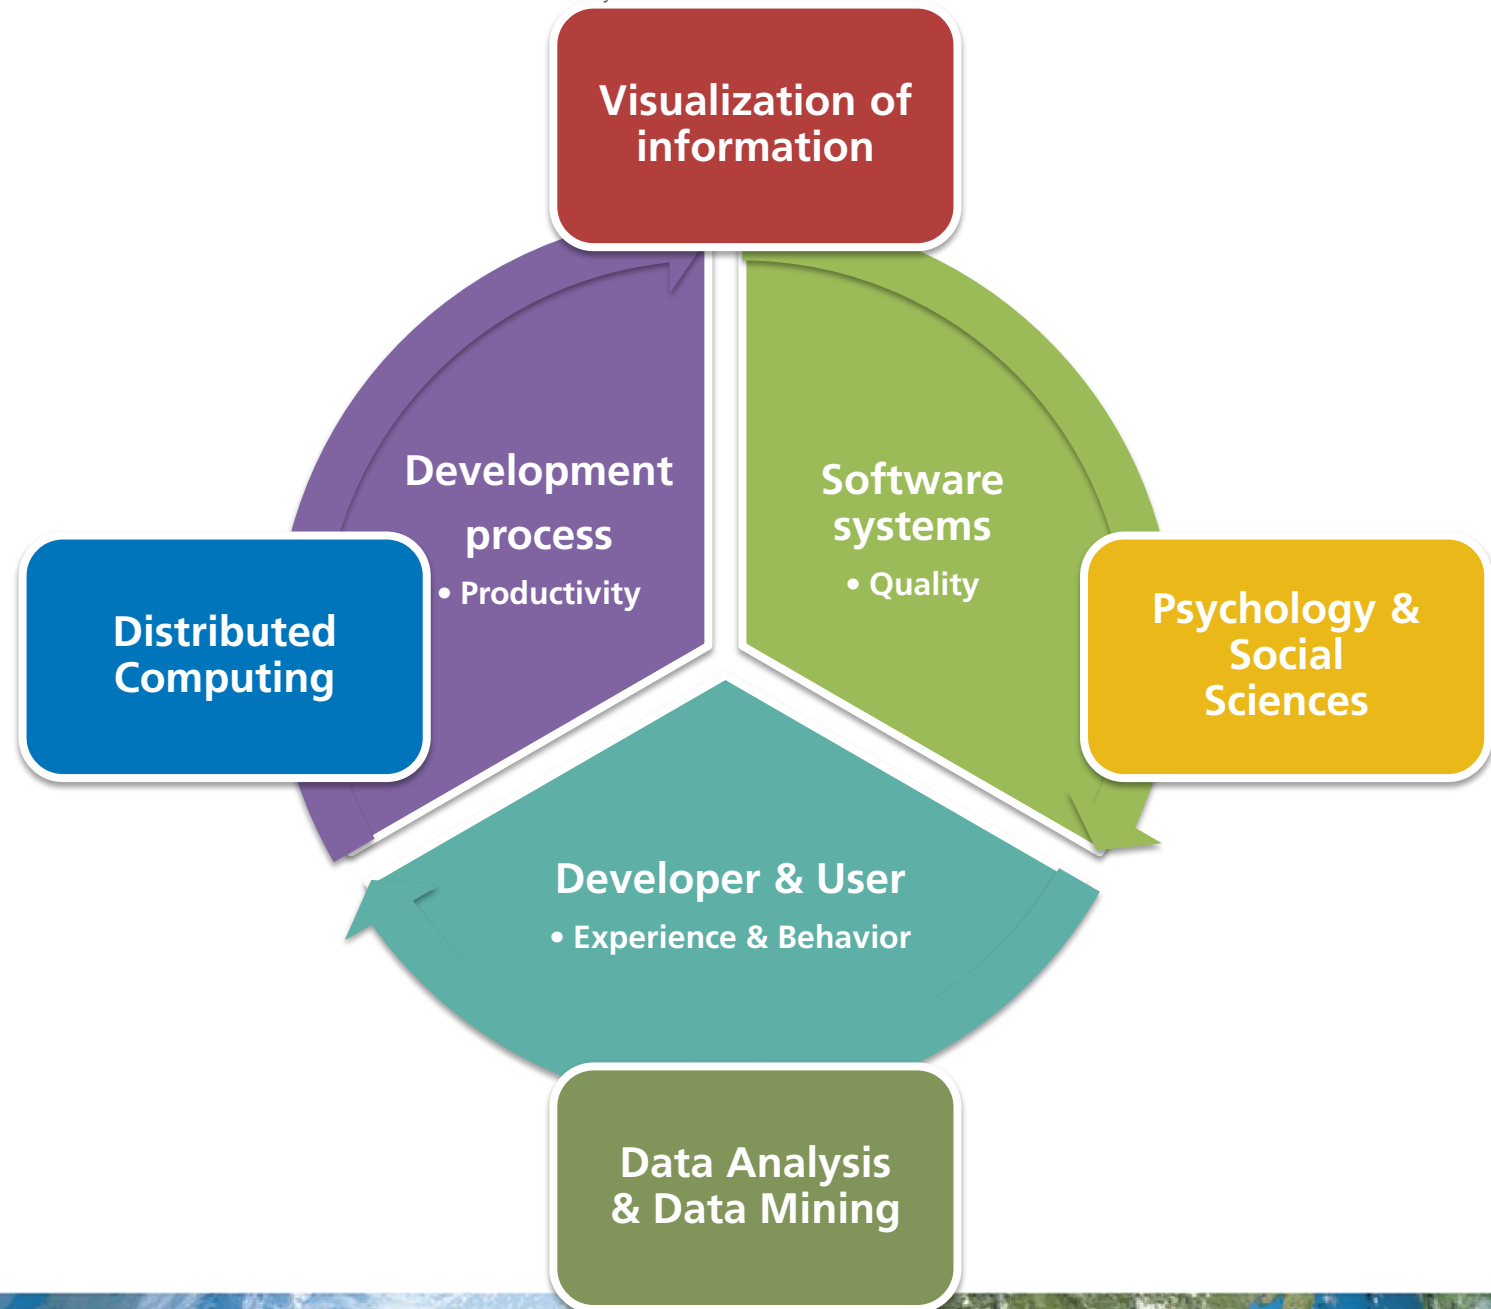 Visualization of
information
Development
process
• Productivity
Software
systems
• Quality
Distributed
Computing
Psychology &
Social
Sciences
Developer & User
• Experience & Behavior
Data Analysis
& Data Mining